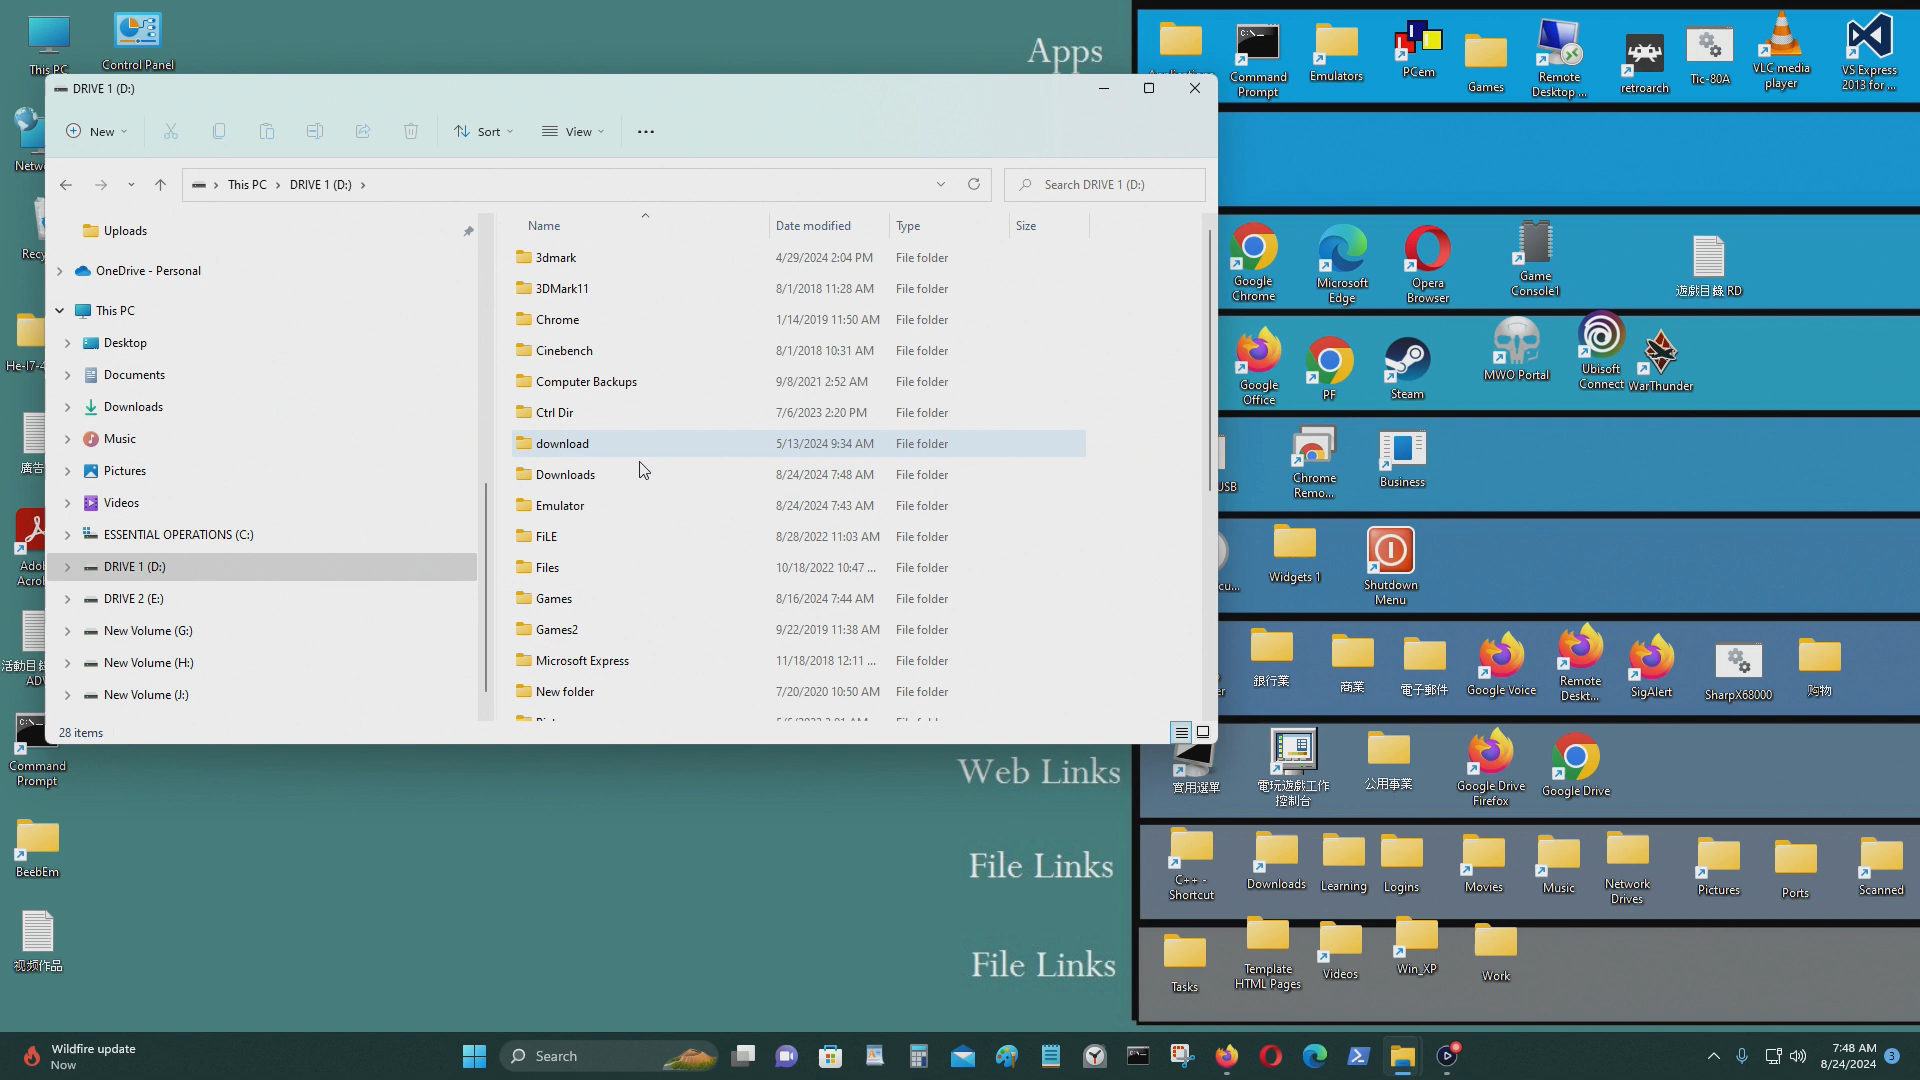 This PC
Control Panel
Apps
Command Prompt
Emulators
PCem
Games
Remote Desktop ...
retroarch
Tic-80A
VLC media player
VS Express 2013 for ...
DRIVE 1 (D:)
New
Sort
View
This PC
DRIVE 1 (D:)
Search DRIVE 1 (D:)
Uploads
OneDrive - Personal
This PC
Desktop
Documents
Downloads
Music
Pictures
Videos
ESSENTIAL OPERATIONS (C:)
DRIVE 1 (D:)
DRIVE 2 (E:)
New Volume (G:)
New Volume (H:)
New Volume (J:)
28 items
Name Date modified Type Size
3dmark 4/29/2024 2:04 PM File folder
3DMark11 8/1/2018 11:28 AM File folder
Chrome 1/14/2019 11:50 AM File folder
Cinebench 8/1/2018 10:31 AM File folder
Computer Backups 9/8/2021 2:52 AM File folder
Ctrl Dir 7/6/2023 2:20 PM File folder
download 5/13/2024 9:34 AM File folder
Downloads 8/24/2024 7:48 AM File folder
Emulator 8/24/2024 7:43 AM File folder
FiLE 8/28/2022 11:03 AM File folder
Files 10/18/2022 10:47 ... File folder
Games 8/16/2024 7:44 AM File folder
Games2 9/22/2019 11:38 AM File folder
Microsoft Express 11/18/2018 12:11 ... File folder
New folder 7/20/2020 10:50 AM File folder
Google Chrome
Microsoft Edge
Opera Browser
Game Console1
遊戲目錄 RD
Google Office
PF
Steam
MWO Portal
Ubisoft Connect
WarThunder
USB
Chrome Remo...
Business
cu...
Widgets 1
Shutdown Menu
銀行業
商業
電子郵件
Google Voice
Remote Deskt...
SigAlert
SharpX68000
购物
Web Links
實用選單
電玩遊戲工作
控制台
公用事業
Google Drive Firefox
Google Drive
File Links
C++ - Shortcut
Downloads
Learning
Logins
Movies
Music
Network Drives
Pictures
Ports
Scanned
File Links
Tasks
Template HTML Pages
Videos
Win_XP
Work
Netw
Recy
He-I7-4
廣告
Ado
Acro
活動目
ADV
Command Prompt
BeebEm
视频作品
Wildfire update
Now
Search
7:48 AM
8/24/2024
3